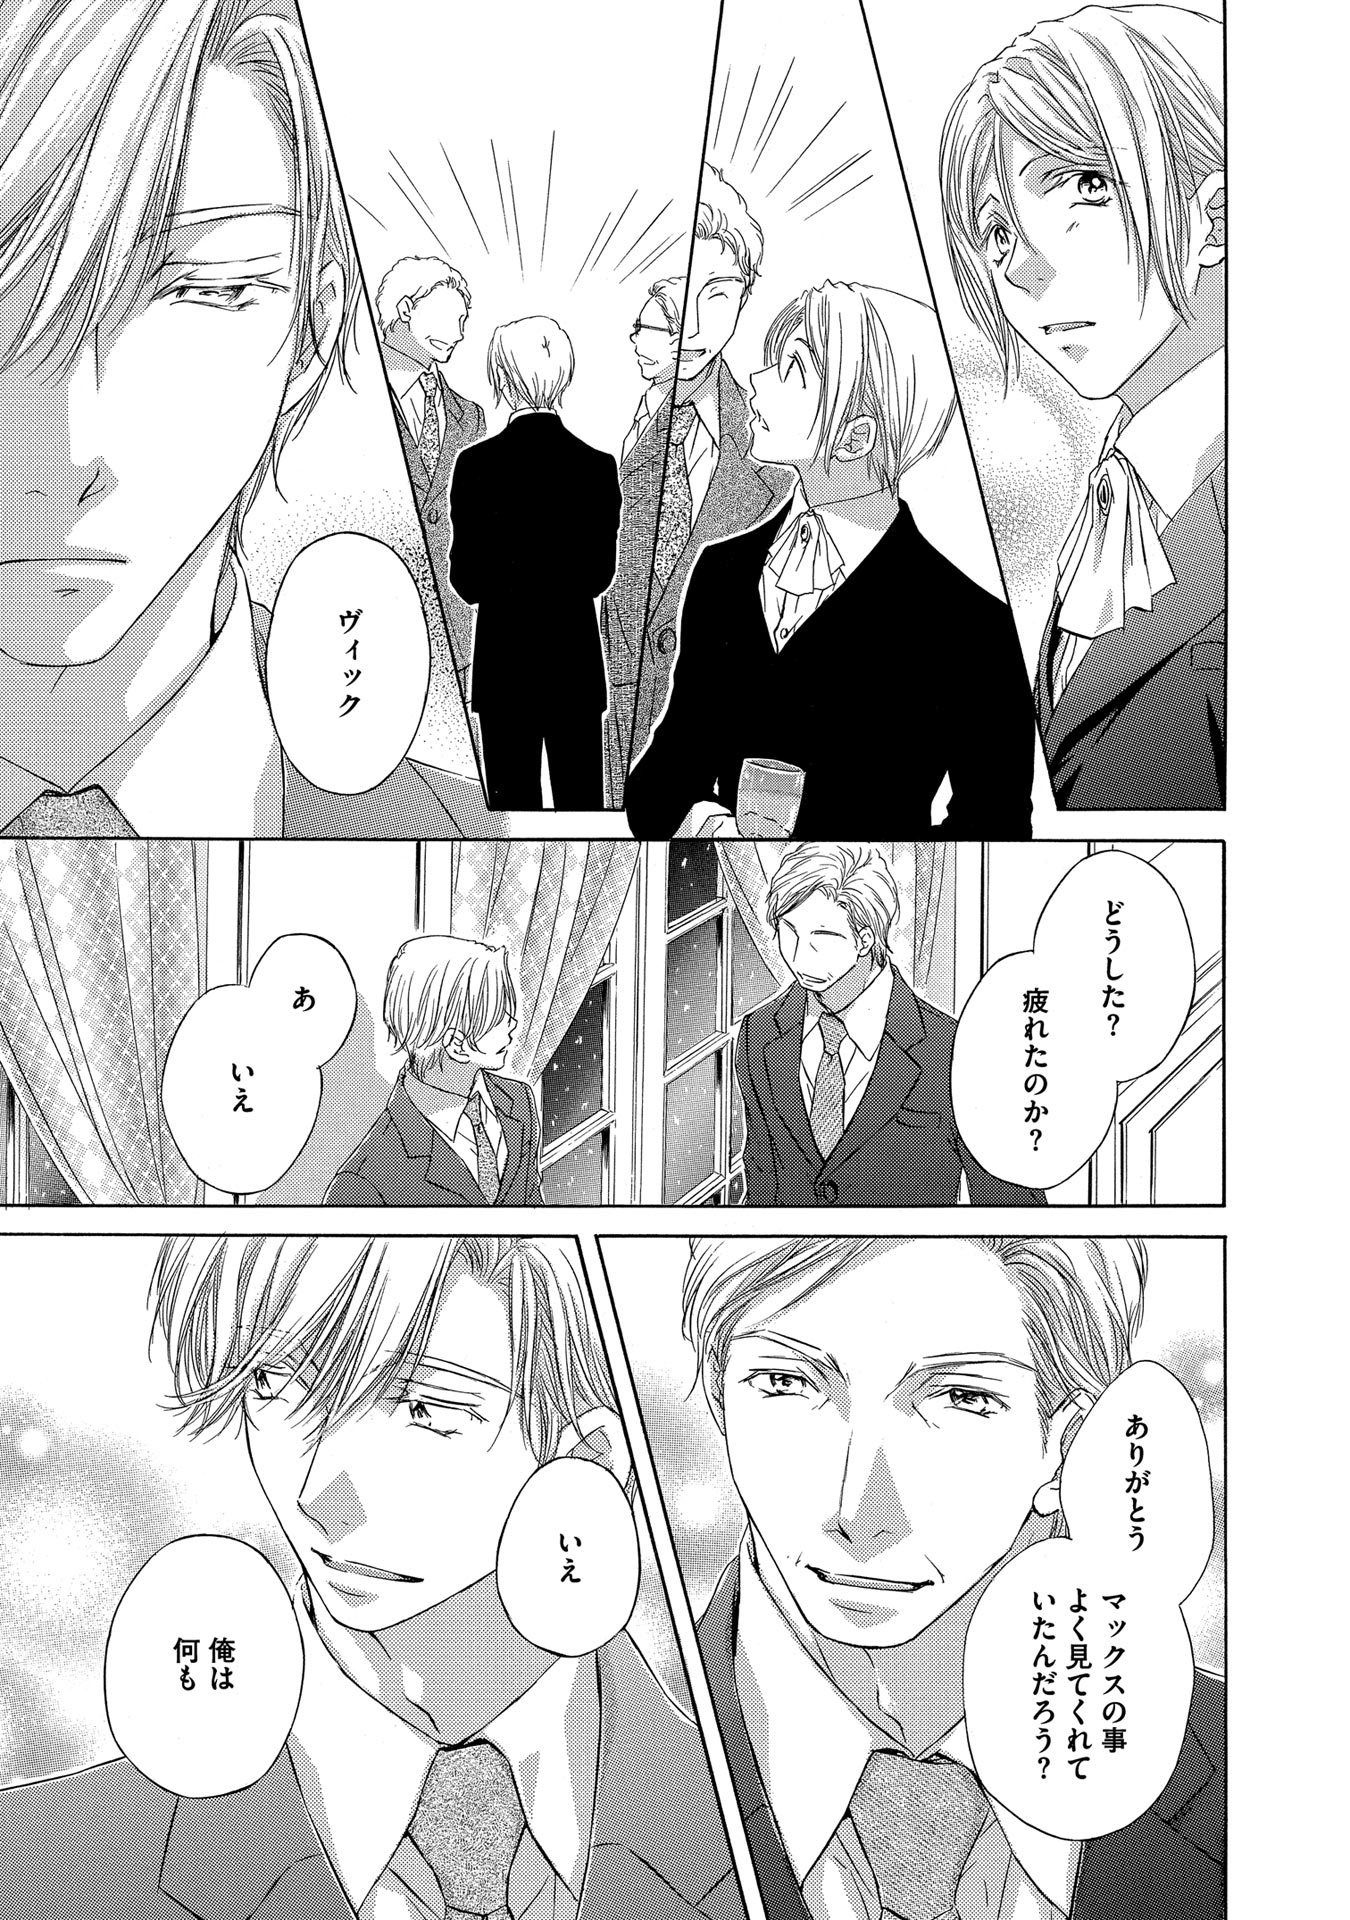 ヴィック
どうした？
疲れたのか？
あ
いえ
ありがとう
マックスの事
よく見てくれて
いたんだろう？
いえ
俺は
何も